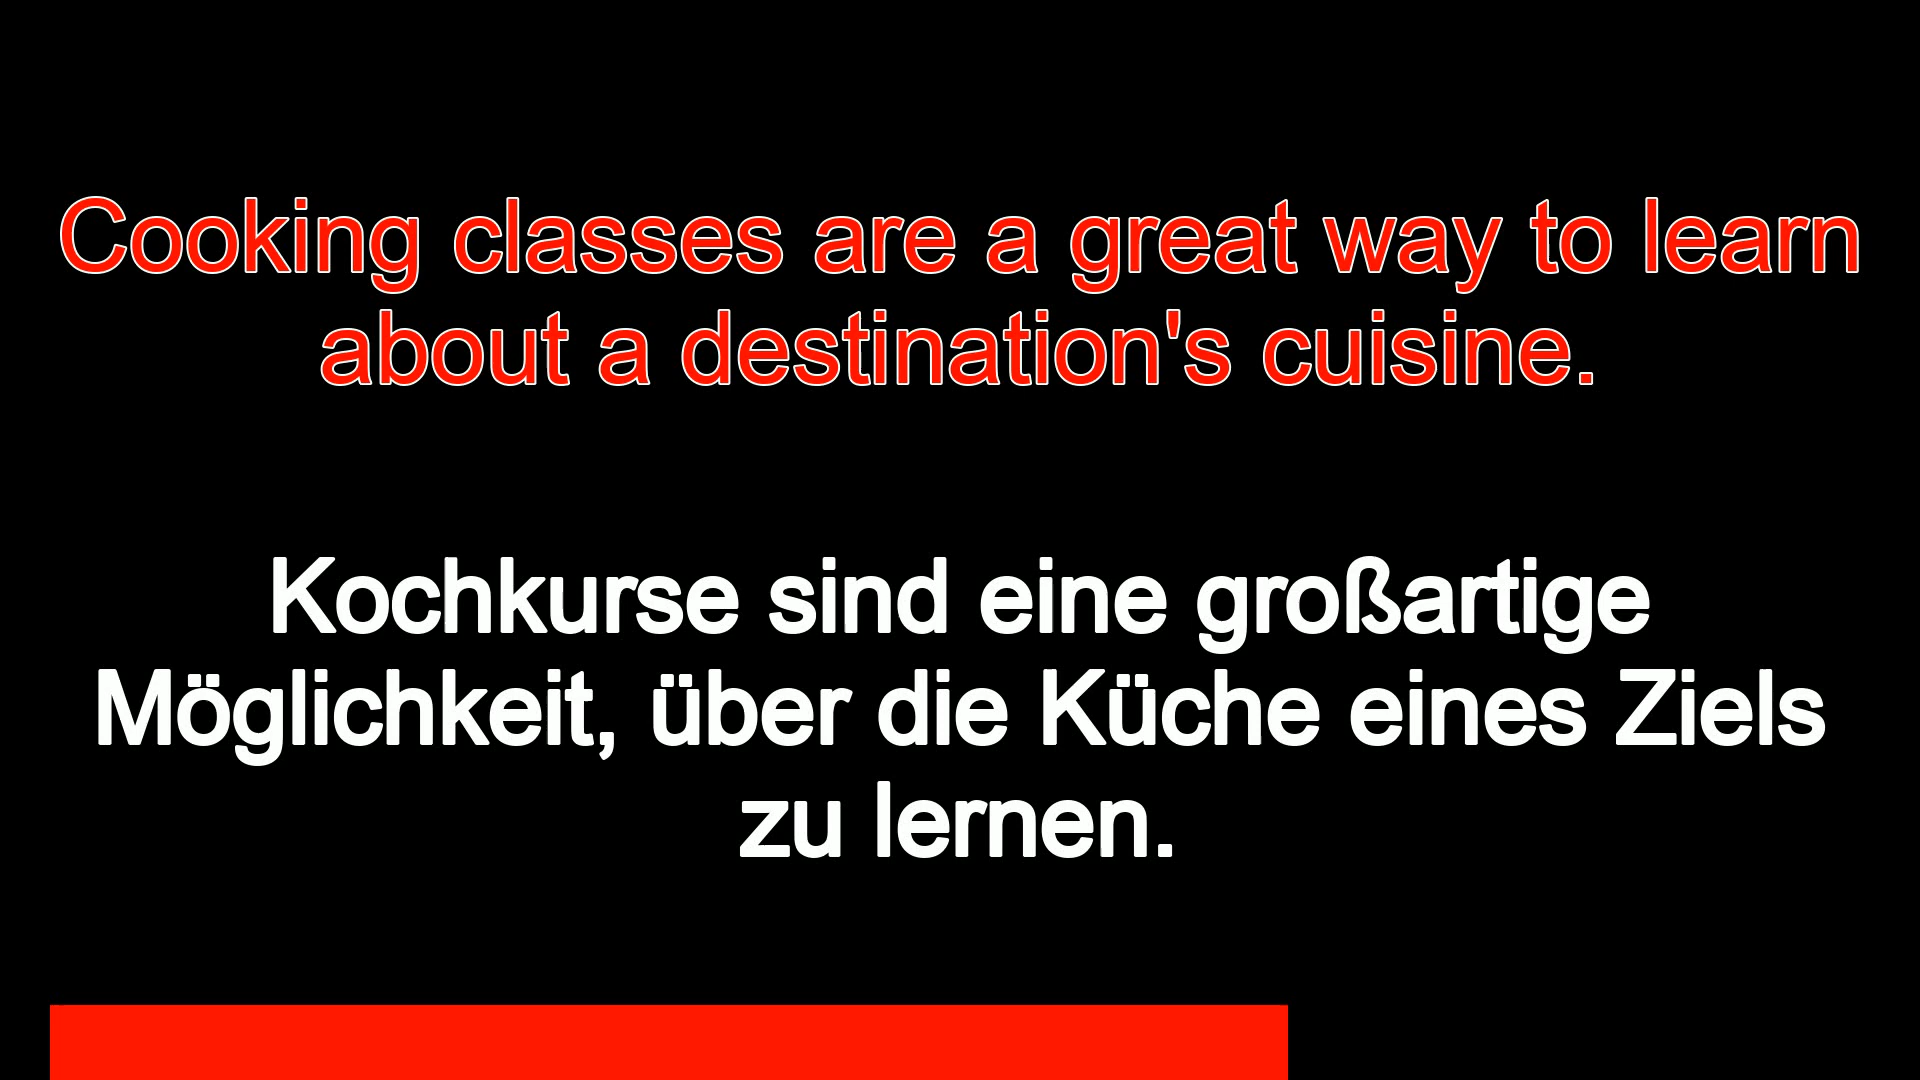 Cooking classes are a great way to learn
about a destination's cuisine.
Kochkurse sind eine großartige
Möglichkeit, über die Küche eines Ziels
zu lernen.